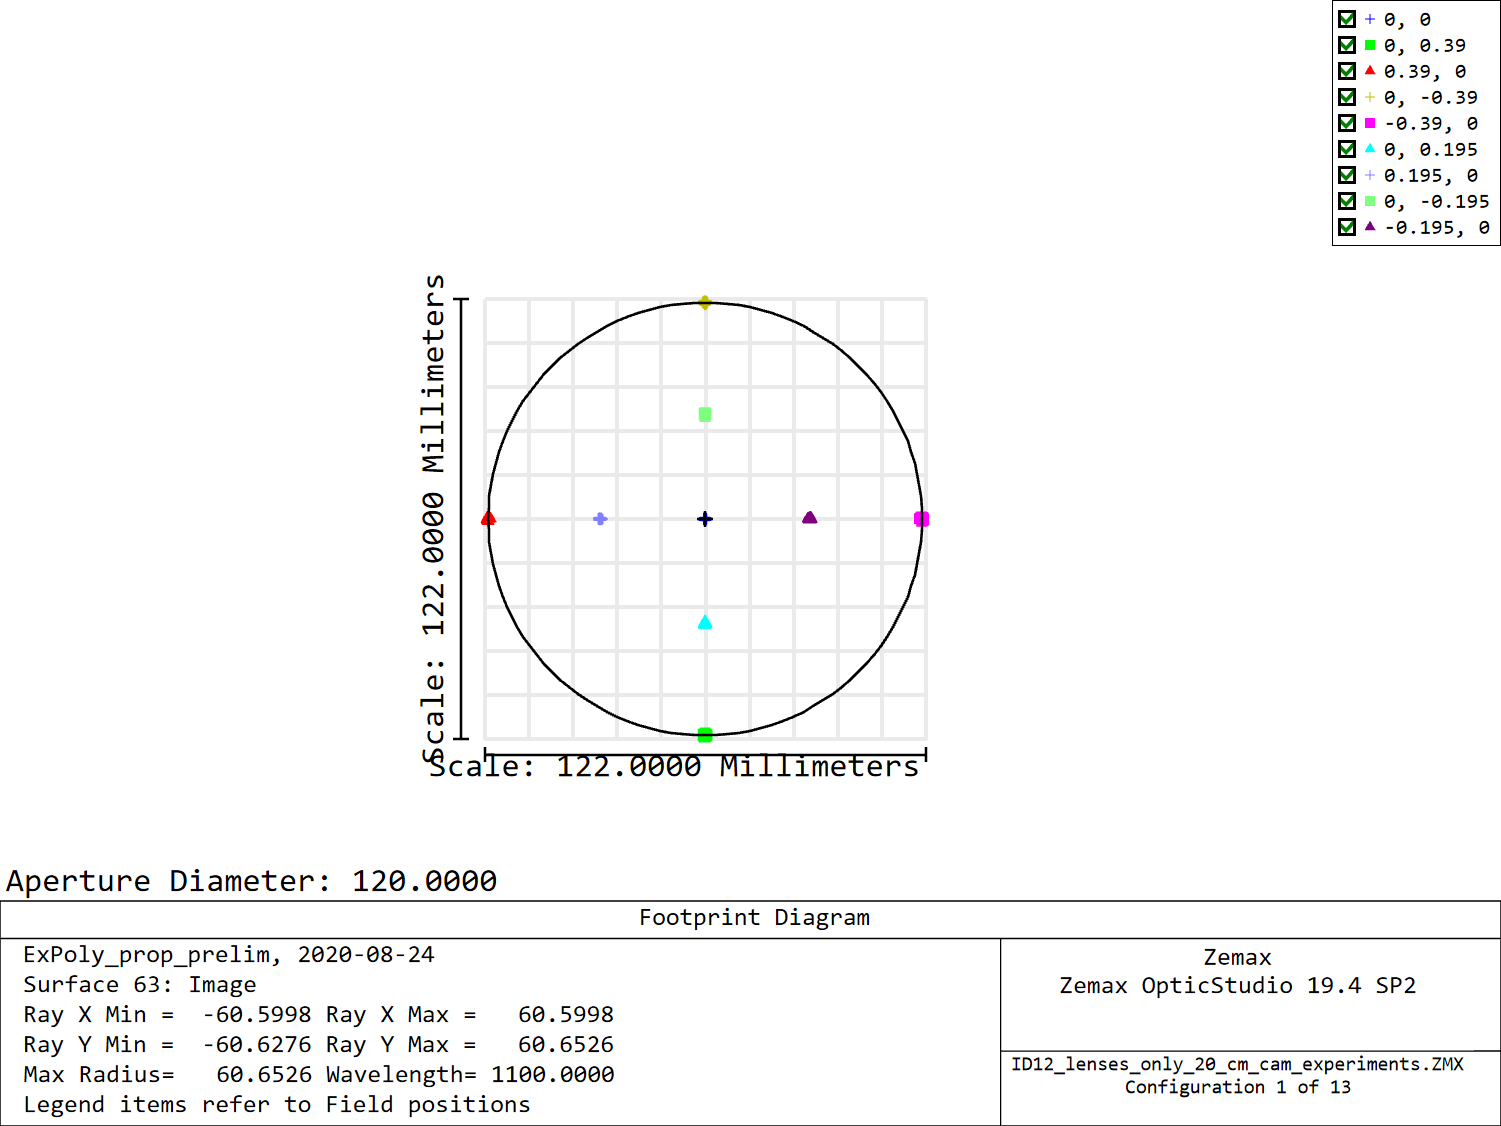 0, 0
0, 0.39
0.39, 0
0, -0.39
-0.39, 0
0, 0.195
0.195, 0
0, -0.195
-0.195, 0
Scale: 122.0000 Millimeters
Scale: 122.0000 Millimeters
Aperture Diameter: 120.0000
Footprint Diagram
ExPoly_prop_prelim, 2020-08-24
Surface 63: Image
Ray X Min =  -60.5998 Ray X Max =   60.5998
Ray Y Min =  -60.6276 Ray Y Max =   60.6526
Max Radius=   60.6526 Wavelength= 1100.0000
Legend items refer to Field positions
Zemax
Zemax OpticStudio 19.4 SP2
ID12_lenses_only_20_cm_cam_experiments.ZMX
Configuration 1 of 13